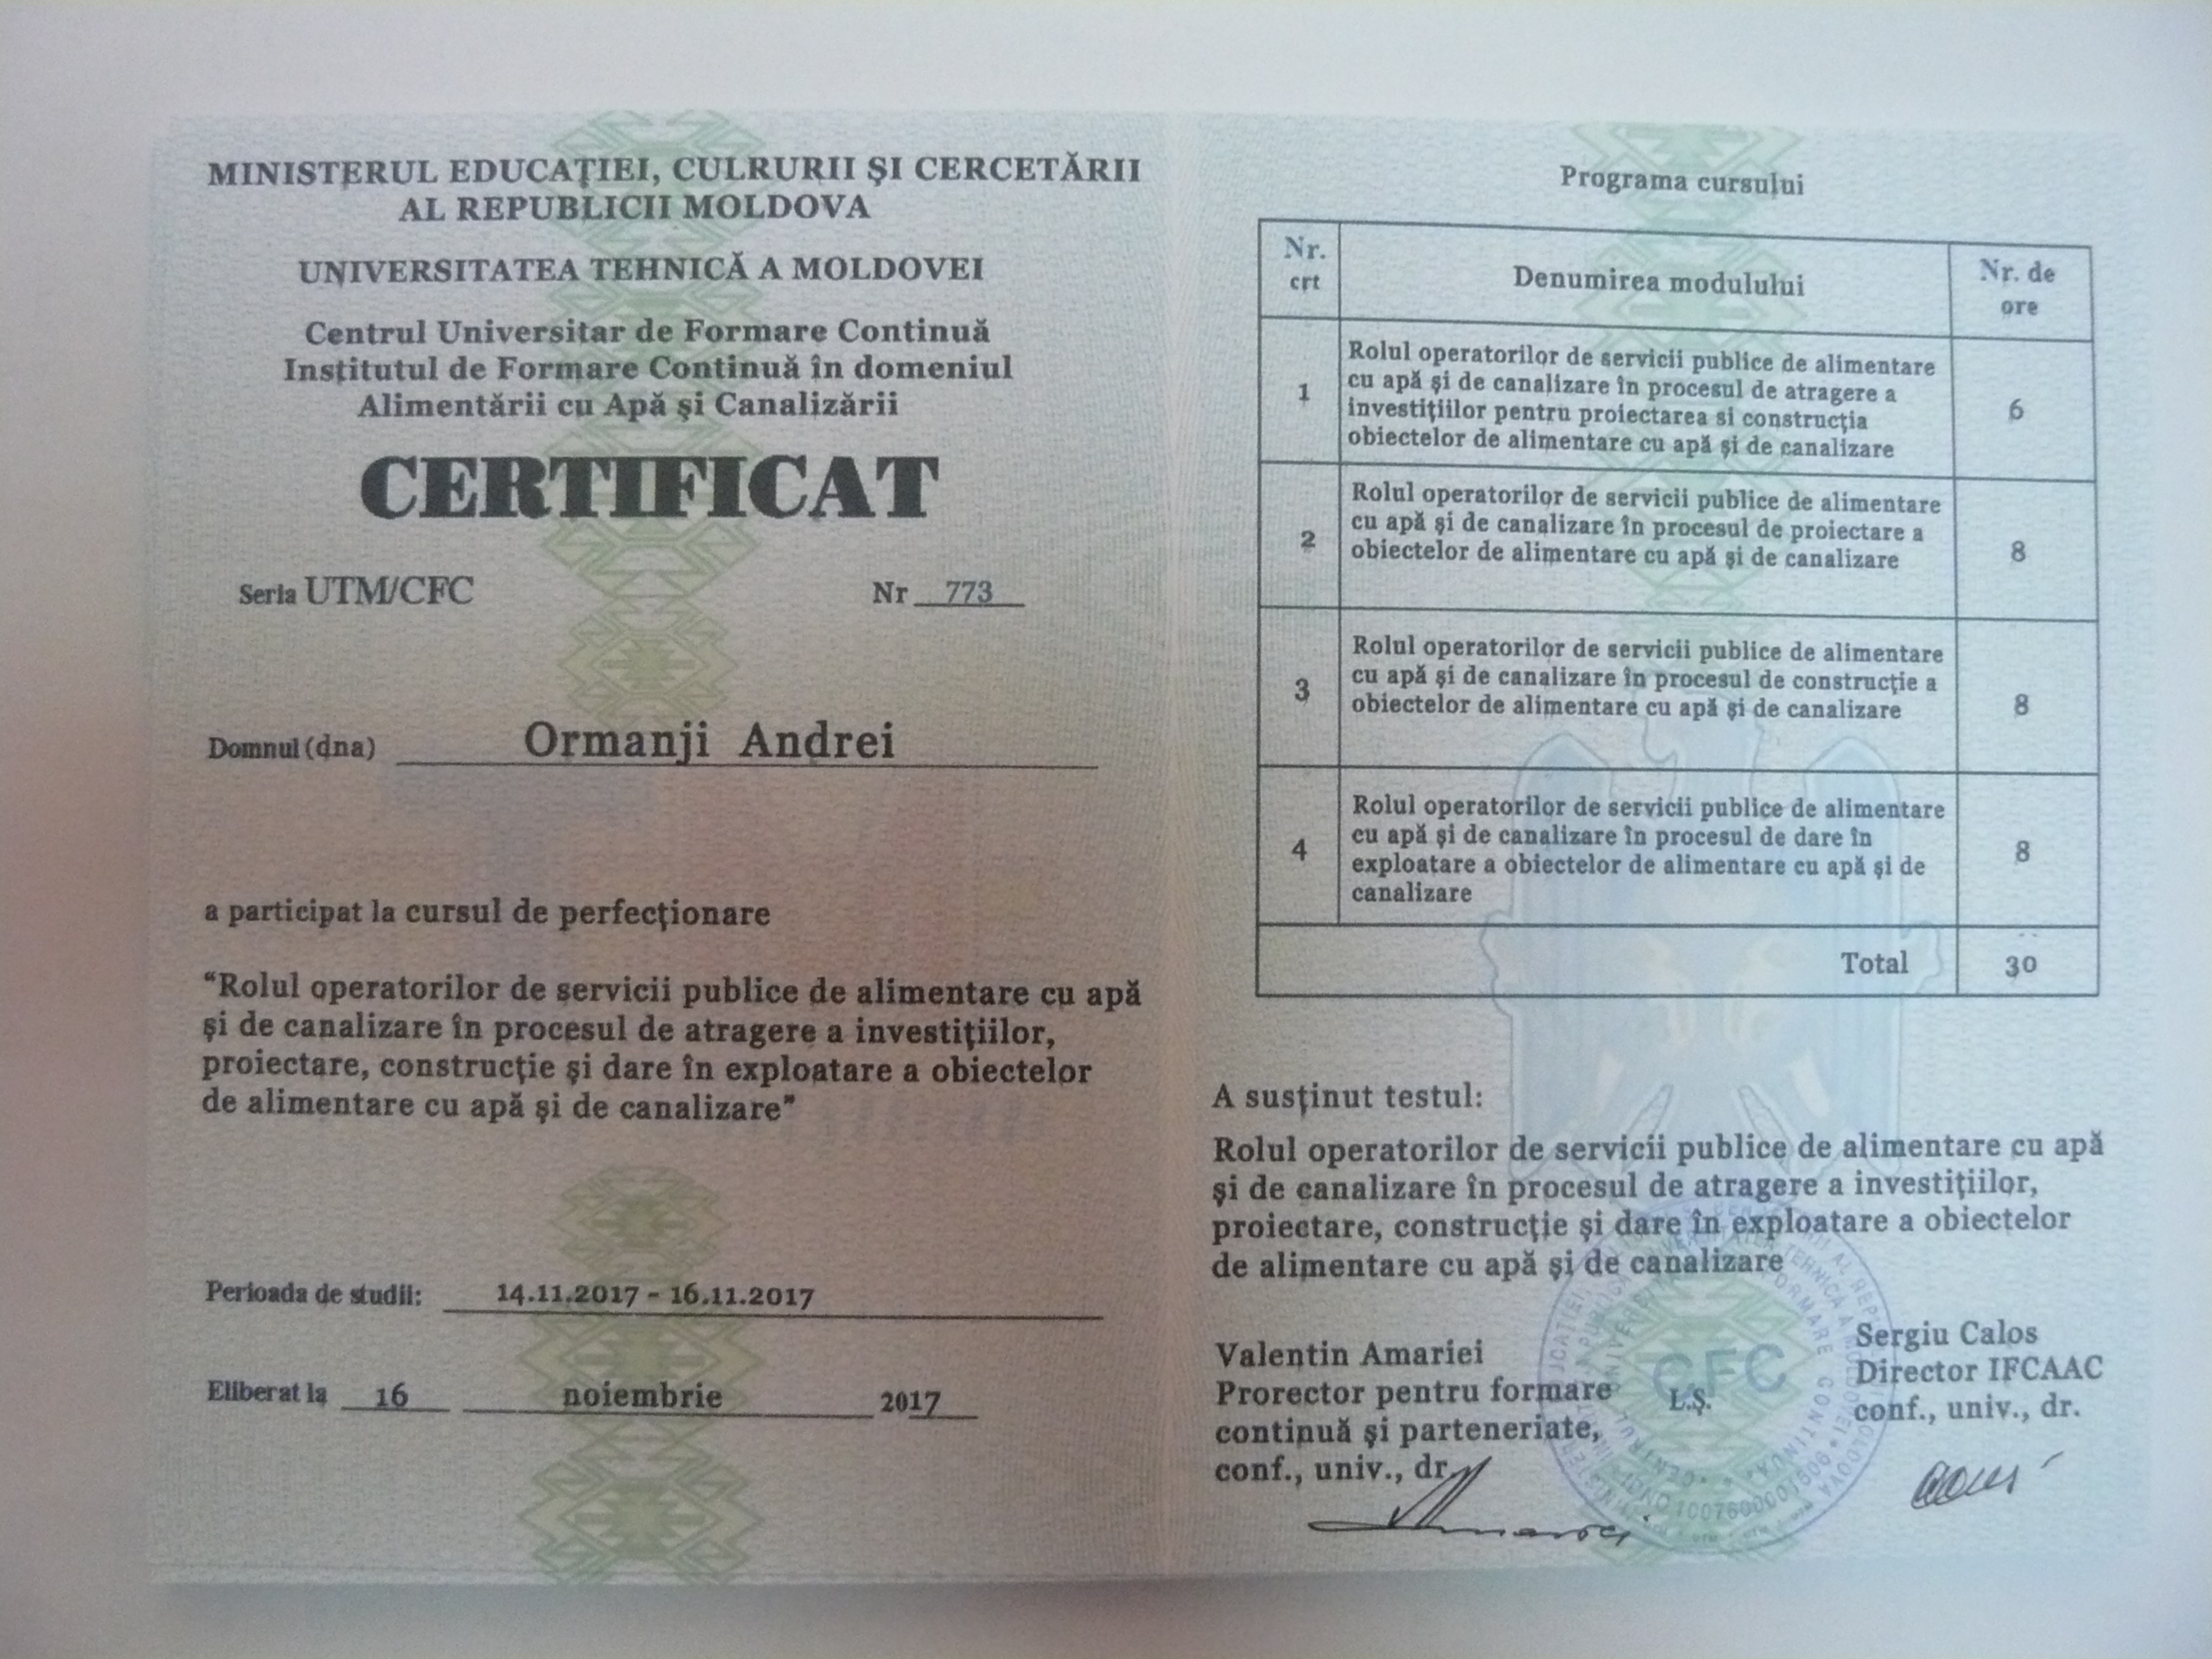 MINISTERUL EDUCAŢIEI, CULRURII ŞI CERCETĂRII
AL REPUBLICII MOLDOVA
UNIVERSITATEA TEHNICĂ A MOLDOVEI
Centrul Universitar de Formare Continuă
Institutul de Formare Continuă în domeniul
Alimentării cu Apă şi Canalizării
CERTIFICAT
Seria UTM/CFC Nr 773
Domnul (dna) Ormanji Andrei
a participat la cursul de perfecţionare
“Rolul operatorilor de servicii publice de alimentare cu apă
şi de canalizare în procesul de atragere a investiţiilor,
proiectare, construcţie şi dare în exploatare a obiectelor
de alimentare cu apă şi de canalizare”
Perioada de studii: 14.11.2017 - 16.11.2017
Eliberat la 16 noiembrie 2017
Programa cursului
Nr. crt Denumirea modulului Nr. de ore
1 Rolul operatorilor de servicii publice de alimentare
cu apă şi de canalizare în procesul de atragere a
investiţiilor pentru proiectarea si construcţia
obiectelor de alimentare cu apă şi de canalizare
6
2 Rolul operatorilor de servicii publice de alimentare
cu apă şi de canalizare în procesul de proiectare a
obiectelor de alimentare cu apă şi de canalizare
8
3 Rolul operatorilor de servicii publice de alimentare
cu apă şi de canalizare în procesul de construcţie a
obiectelor de alimentare cu apă şi de canalizare
8
4 Rolul operatorilor de servicii publice de alimentare
cu apă şi de canalizare în procesul de dare în
exploatare a obiectelor de alimentare cu apă şi de
canalizare
8
Total 30
A susţinut testul:
Rolul operatorilor de servicii publice de alimentare cu apă
şi de canalizare în procesul de atragere a investiţiilor,
proiectare, construcţie şi dare în exploatare a obiectelor
de alimentare cu apă şi de canalizare
Valentin Amariei
Prorector pentru formare
continuă şi parteneriate,
conf., univ., dr.
CFC
L.Ş.
Sergiu Calos
Director IFCAAC
conf., univ., dr.